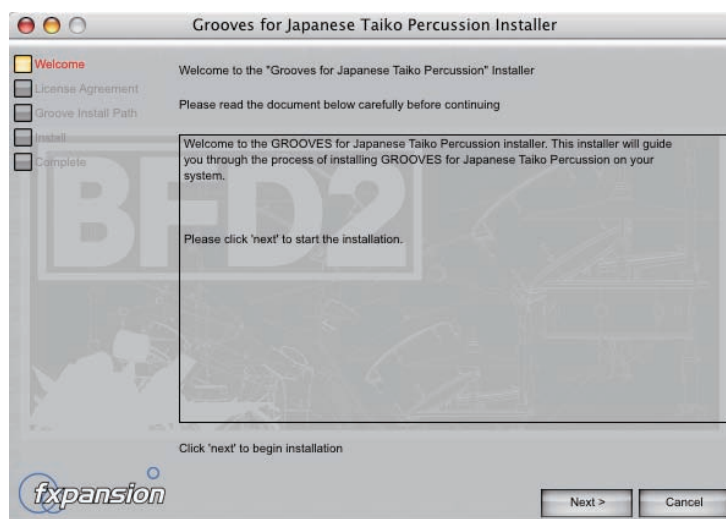 Grooves for Japanese Taiko Percussion Installer
Welcome
License Agreement
Groove Install Path
Install
Complete
Welcome to the "Grooves for Japanese Taiko Percussion" Installer
Please read the document below carefully before continuing
Welcome to the GROOVES for Japanese Taiko Percussion installer. This installer will guide
you through the process of installing GROOVES for Japanese Taiko Percussion on your
system.
Please click 'next' to start the installation.
BFD2
Click 'next' to begin installation
fxpansion
Next >
Cancel